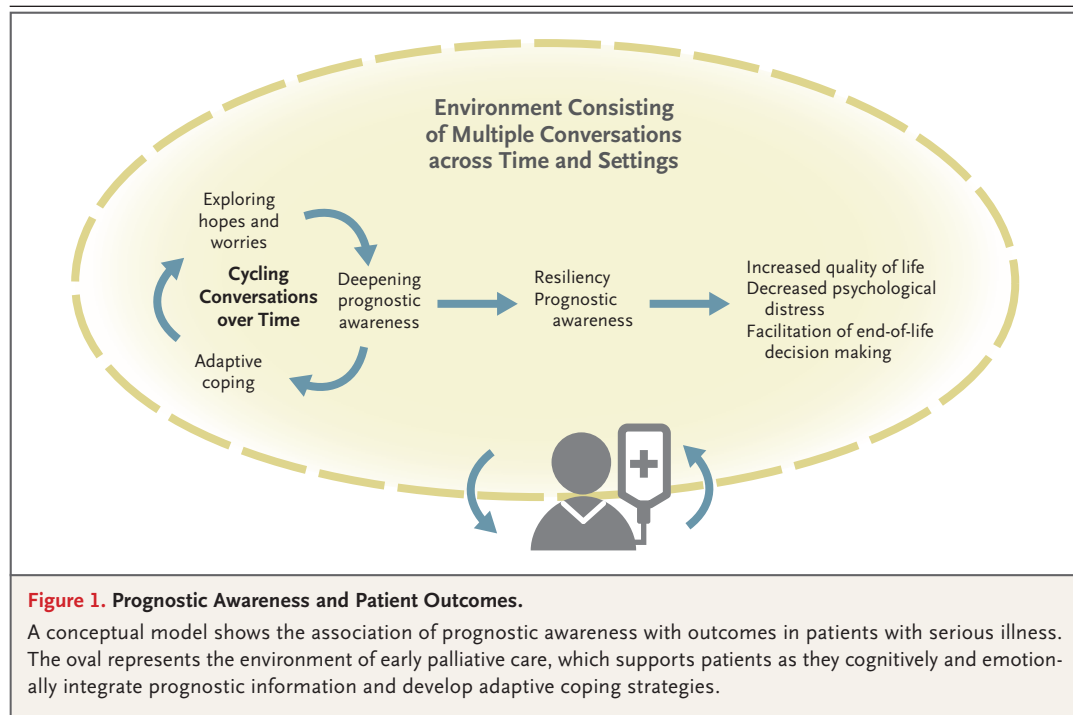 Environment Consisting
of Multiple Conversations
across Time and Settings
Exploring
hopes and
worries
Cycling
Conversations
over Time
Adaptive
coping
Deepening
prognostic
awareness
Resiliency
Prognostic
awareness
Increased quality of life
Decreased psychological
distress
Facilitation of end-of-life
decision making
Figure 1. Prognostic Awareness and Patient Outcomes.
A conceptual model shows the association of prognostic awareness with outcomes in patients with serious illness.
The oval represents the environment of early palliative care, which supports patients as they cognitively and emotion-
ally integrate prognostic information and develop adaptive coping strategies.